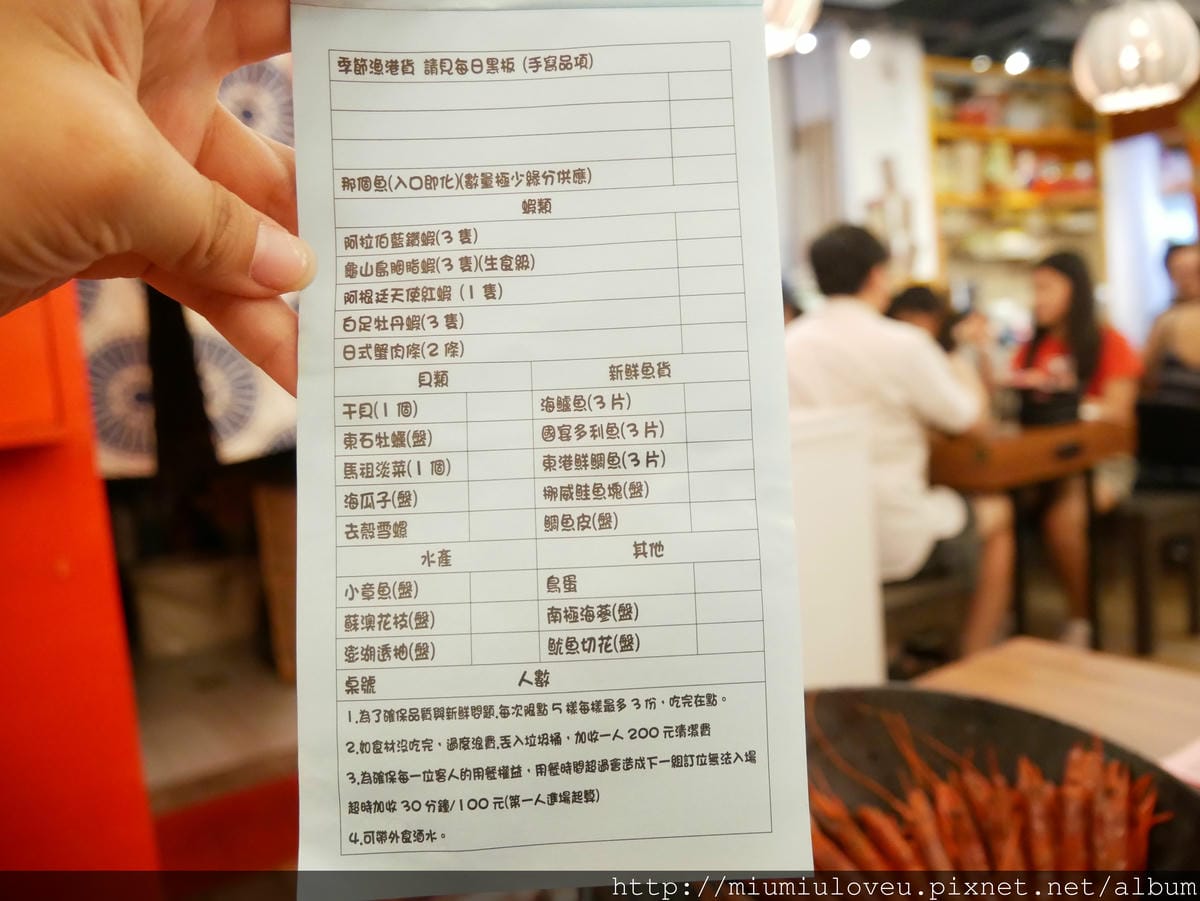 季節漁港貨 請見每日黑板 (手寫品項)
那個魚(入口即化)(數量極少緣分供應)
蝦類
阿拉伯藍鑽蝦(3 隻)
龜山島胭脂蝦(3 隻)(生食級)
阿根廷天使紅蝦 (1 隻)
白足牡丹蝦(3 隻)
日式蟹肉條(2 條)
貝類 新鮮魚貨
干貝(1 個) 海鱺魚(3 片)
東石牡蠣(盤) 國宴多利魚(3 片)
馬祖淡菜(1 個) 東港鮮鯛魚(3 片)
海瓜子(盤) 挪威鮭魚塊(盤)
去殼雪螺 鯛魚皮(盤)
水產 其他
小章魚(盤) 鳥蛋
蘇澳花枝(盤) 南極海蔘(盤)
澎湖透抽(盤) 魷魚切花(盤)
桌號 人數
1.為了確保品質與新鮮問題,每次限點 5 樣每樣最多 3 份,吃完在點。
2.如食材沒吃完,過度浪費,丟入垃圾桶,加收一人 200 元清潔費
3.為確保每一位客人的用餐權益,用餐時間超過會造成下一組訂位無法入場
超時加收 30 分鐘/100 元(第一人進場起算)
4.可帶外食酒水。
http://miumiuloveu.pixnet.net/album